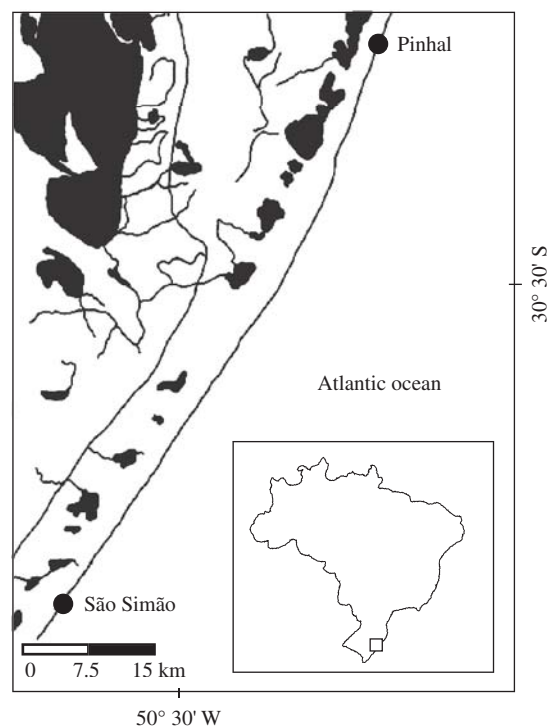 Pinhal
30° 30' S
Atlantic ocean
São Simão
0 7.5 15 km
50° 30' W